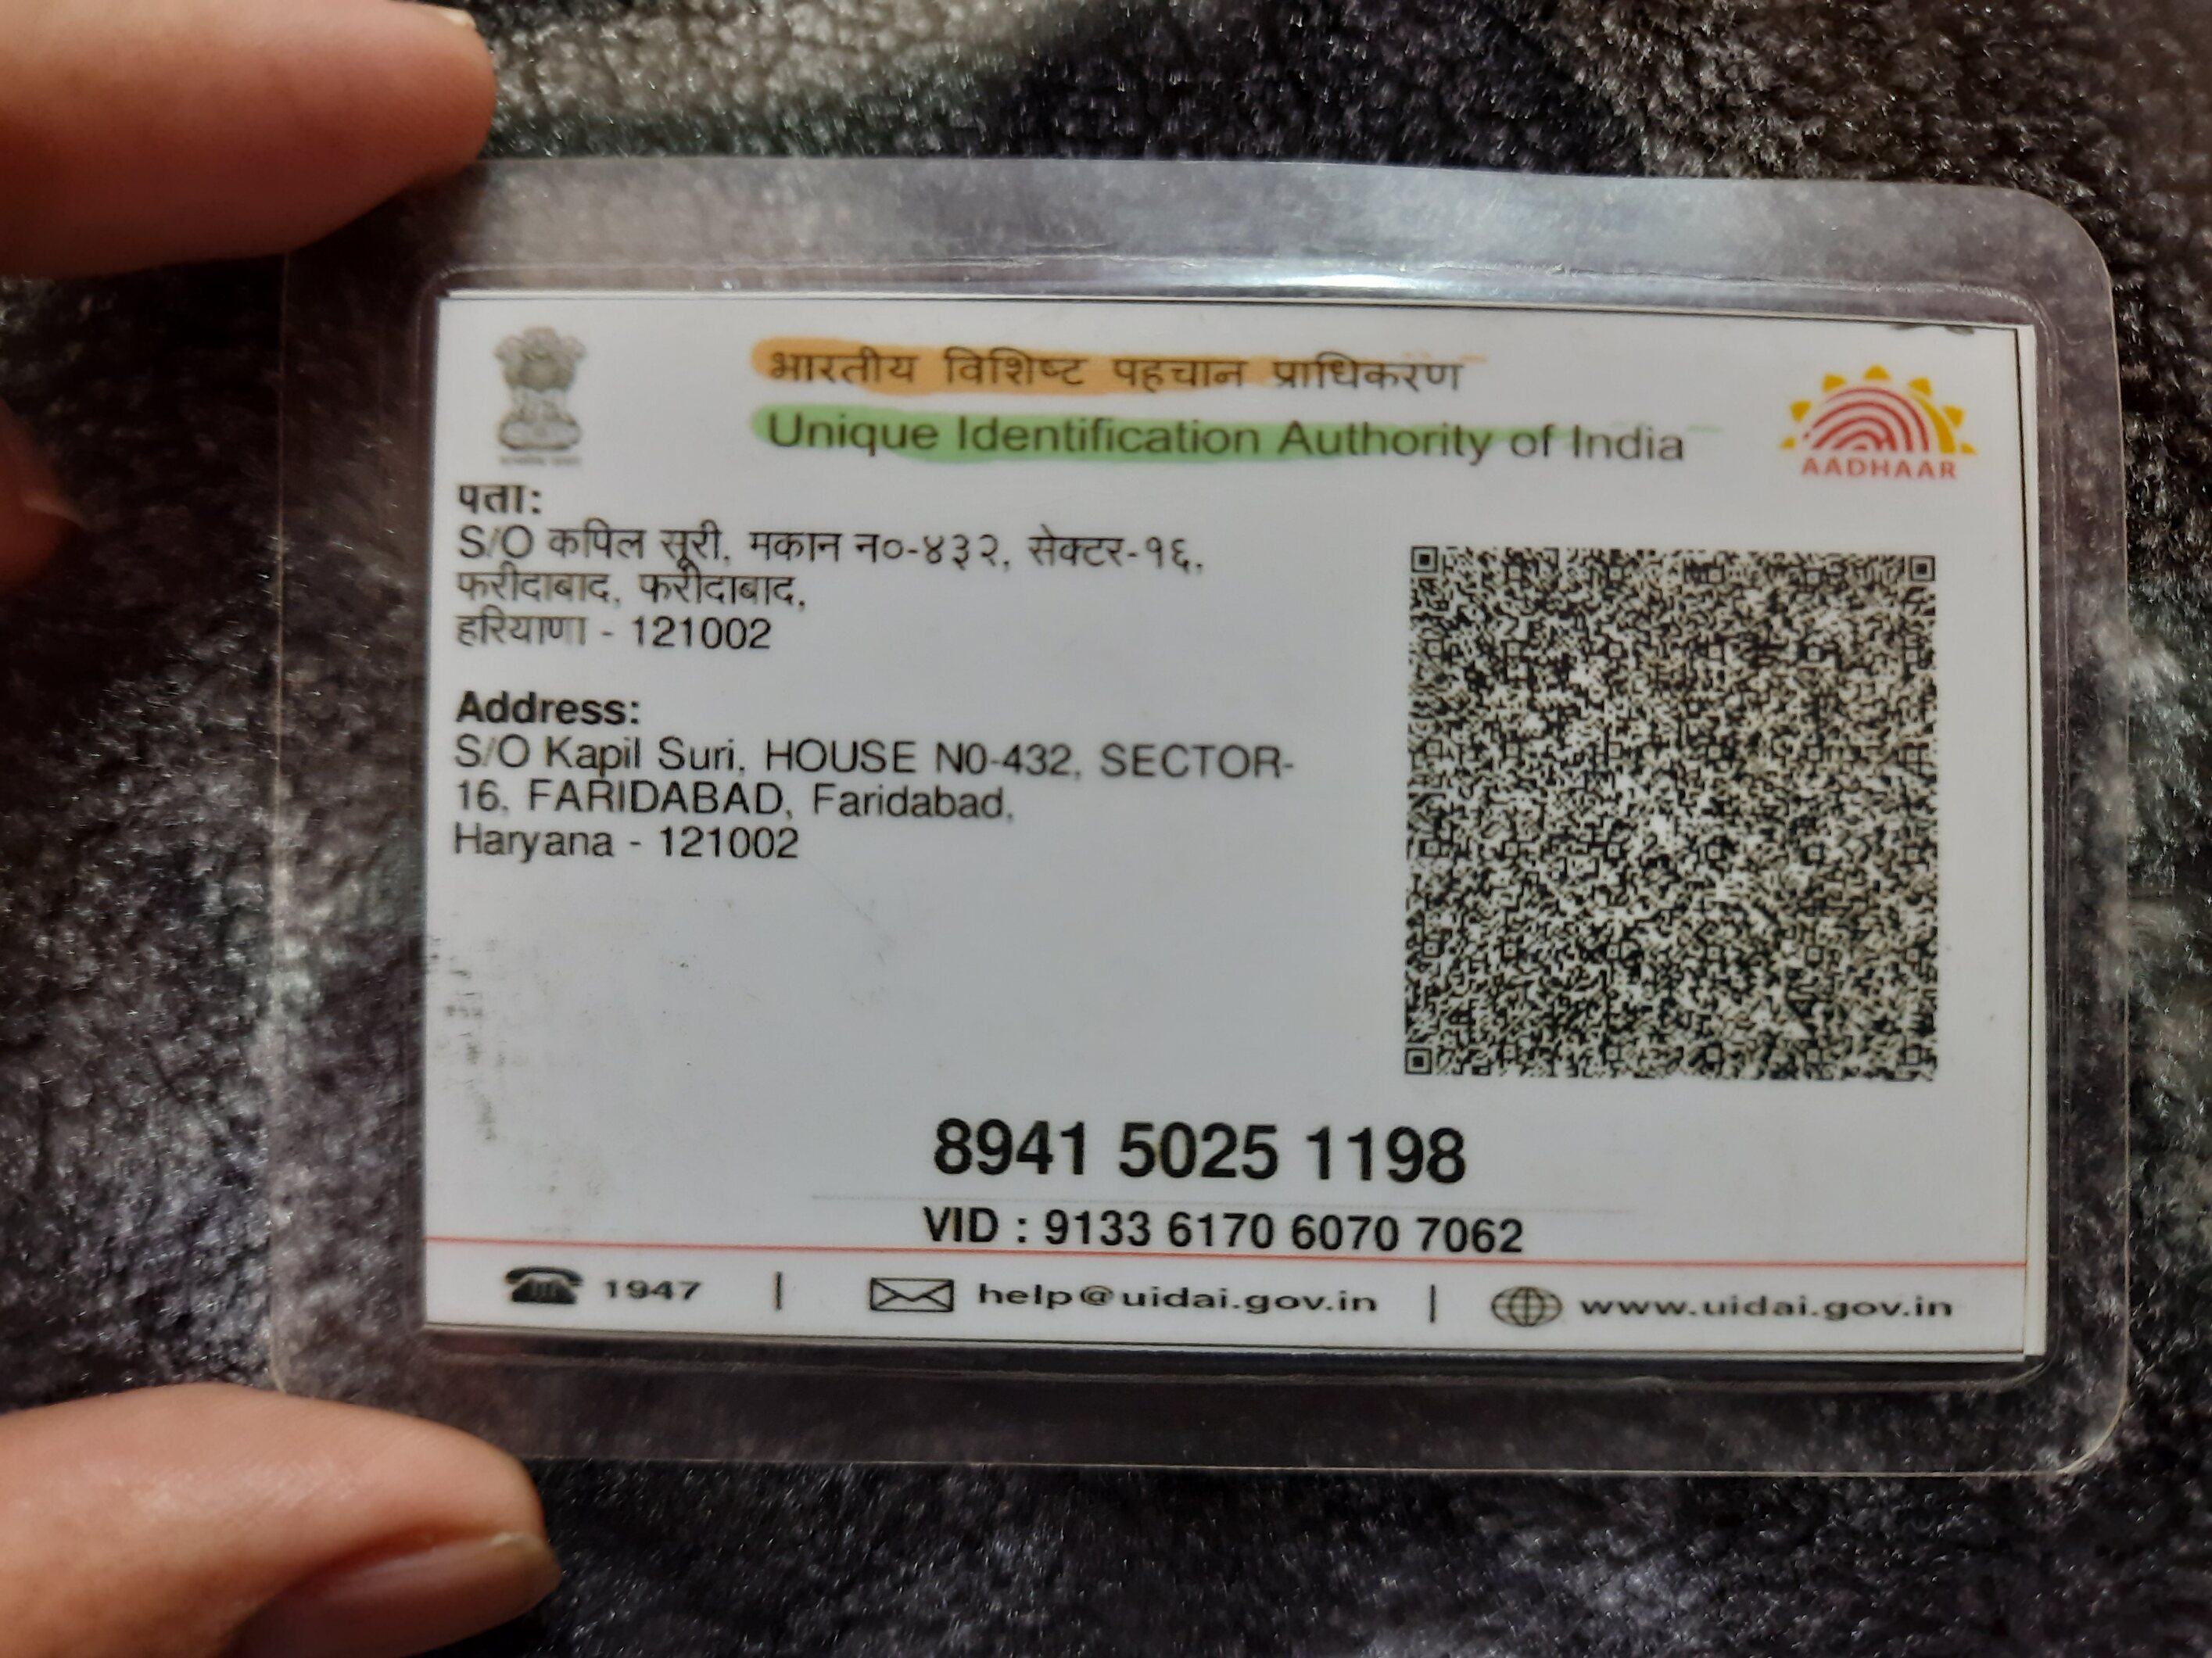 भारतीय विशिष्ट पहचान प्राधिकरण
Unique Identification Authority of India
AADHAAR
पता:
S/O कपिल सूरी, मकान न०-४३२, सेक्टर-१६,
फरीदाबाद, फरीदाबाद,
हरियाणा - 121002
Address:
S/O Kapil Suri, HOUSE N0-432, SECTOR-
16, FARIDABAD, Faridabad,
Haryana - 121002
8941 5025 1198
VID : 9133 6170 6070 7062
1947 | help@uidai.gov.in | www.uidai.gov.in